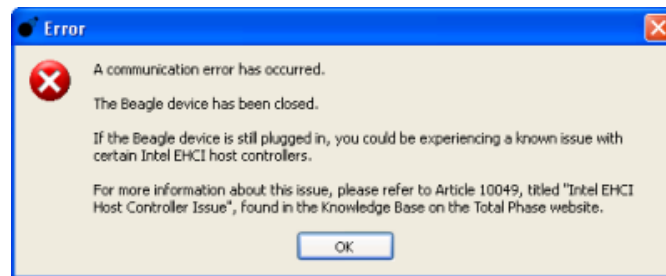 Error
A communication error has occurred.
The Beagle device has been closed.
If the Beagle device is still plugged in, you could be experiencing a known issue with
certain Intel EHCI host controllers.
For more information about this issue, please refer to Article 10049, titled "Intel EHCI
Host Controller Issue", found in the Knowledge Base on the Total Phase website.
OK